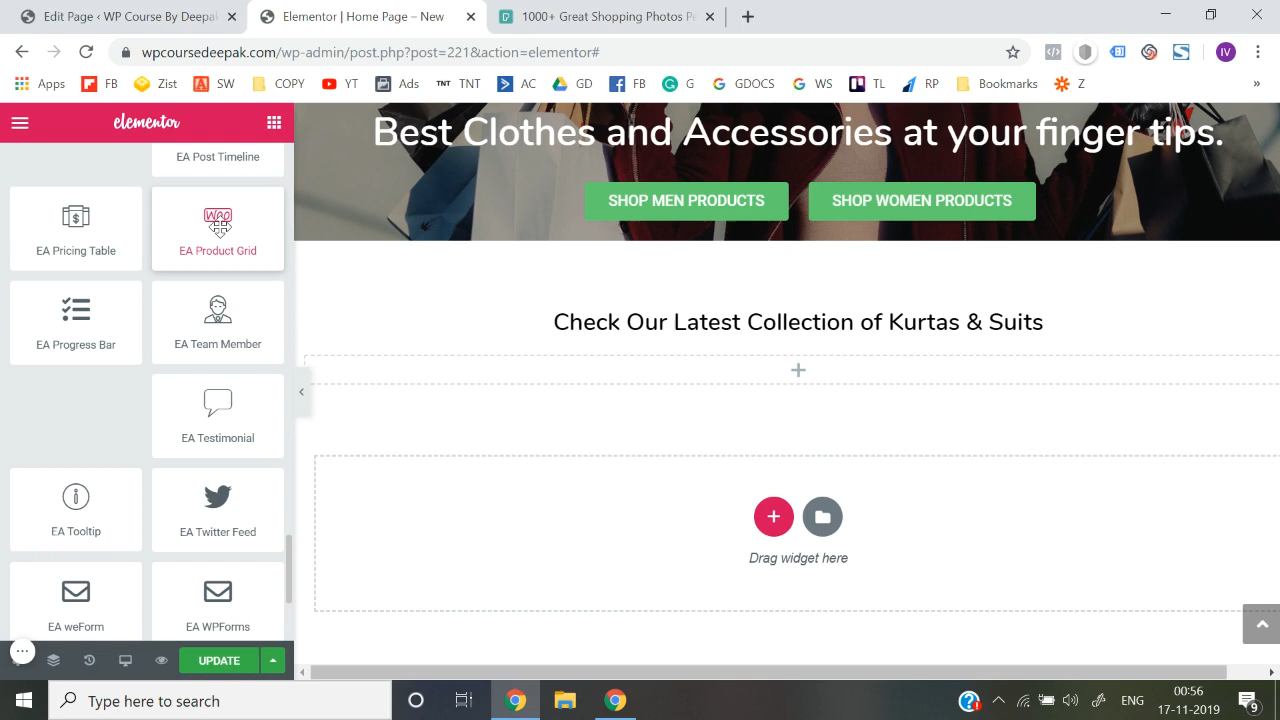 Edit Page ‹ WP Course By Deepak
Elementor | Home Page – New
1000+ Great Shopping Photos Pe
wpcoursedeepak.com/wp-admin/post.php?post=221&action=elementor#
IV
Apps FB Zist SW COPY YT Ads TNT TNT AC GD FB G GDOCS WS TL RP Bookmarks Z »
elementor
EA Post Timeline
EA Pricing Table
EA Product Grid
EA Progress Bar
EA Team Member
EA Testimonial
EA Tooltip
EA Twitter Feed
EA weForm
EA WPForms
UPDATE
Best Clothes and Accessories at your finger tips.
SHOP MEN PRODUCTS
SHOP WOMEN PRODUCTS
Check Our Latest Collection of Kurtas & Suits
Drag widget here
Type here to search
ENG
00:56
17-11-2019
9